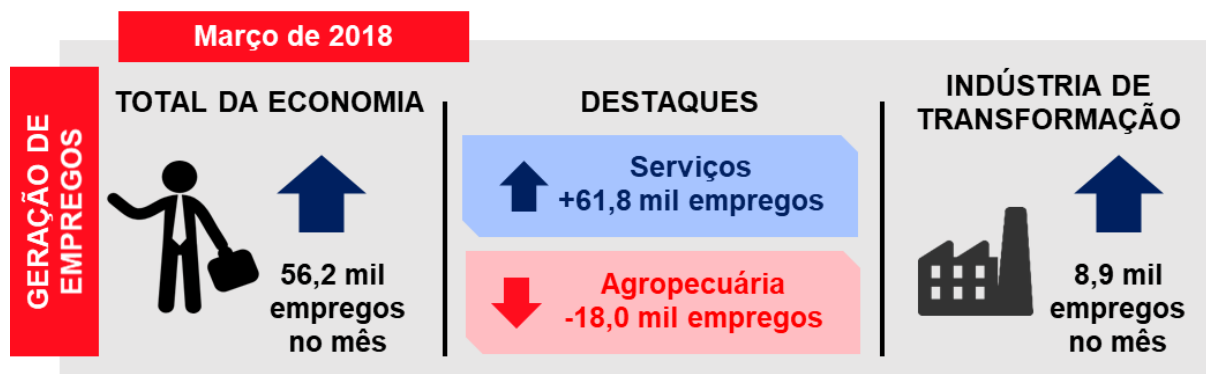 Março de 2018
GERAÇÃO DE
EMPREGOS
TOTAL DA ECONOMIA
56,2 mil
empregos
no mês
DESTAQUES
Serviços
+61,8 mil empregos
Agropecuária
-18,0 mil empregos
INDÚSTRIA DE
TRANSFORMAÇÃO
8,9 mil
empregos
no mês